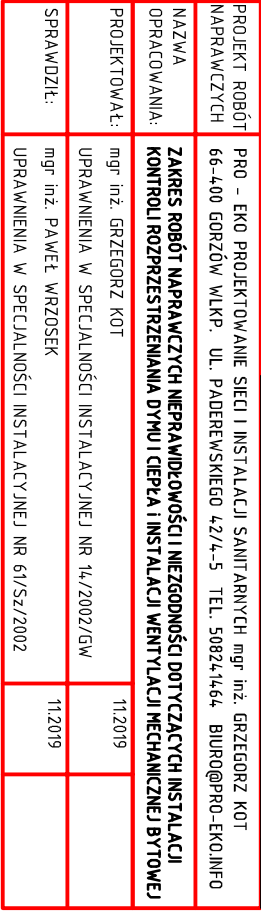 PROJEKT ROBÓT
NAPRAWCZYCH
PRO - EKO PROJEKTOWANIE SIECI I INSTALACJI SANITARNYCH mgr inż. GRZEGORZ KOT
66-400 GORZÓW WLKP. UL. PADEREWSKIEGO 42/4-5 TEL. 508241464 BIURO@PRO-EKO.INFO
NAZWA
OPRACOWANIA:
ZAKRES ROBÓT NAPRAWCZYCH NIEPRAWIDŁOWOŚCI I NIEZGODNOŚCI DOTYCZĄCYCH INSTALACJI
KONTROLI ROZPRZESTRZENIANIA DYMU I CIEPŁA i INSTALACJI WENTYLACJI MECHANICZNEJ BYTOWEJ
PROJEKTOWAŁ:
mgr inż. GRZEGORZ KOT
UPRAWNIENIA W SPECJALNOŚCI INSTALACYJNEJ NR 14/2002/GW
11.2019
SPRAWDZIŁ:
mgr inż. PAWEŁ WRZOSEK
UPRAWNIENIA W SPECJALNOŚCI INSTALACYJNEJ NR 61/Sz/2002
11.2019